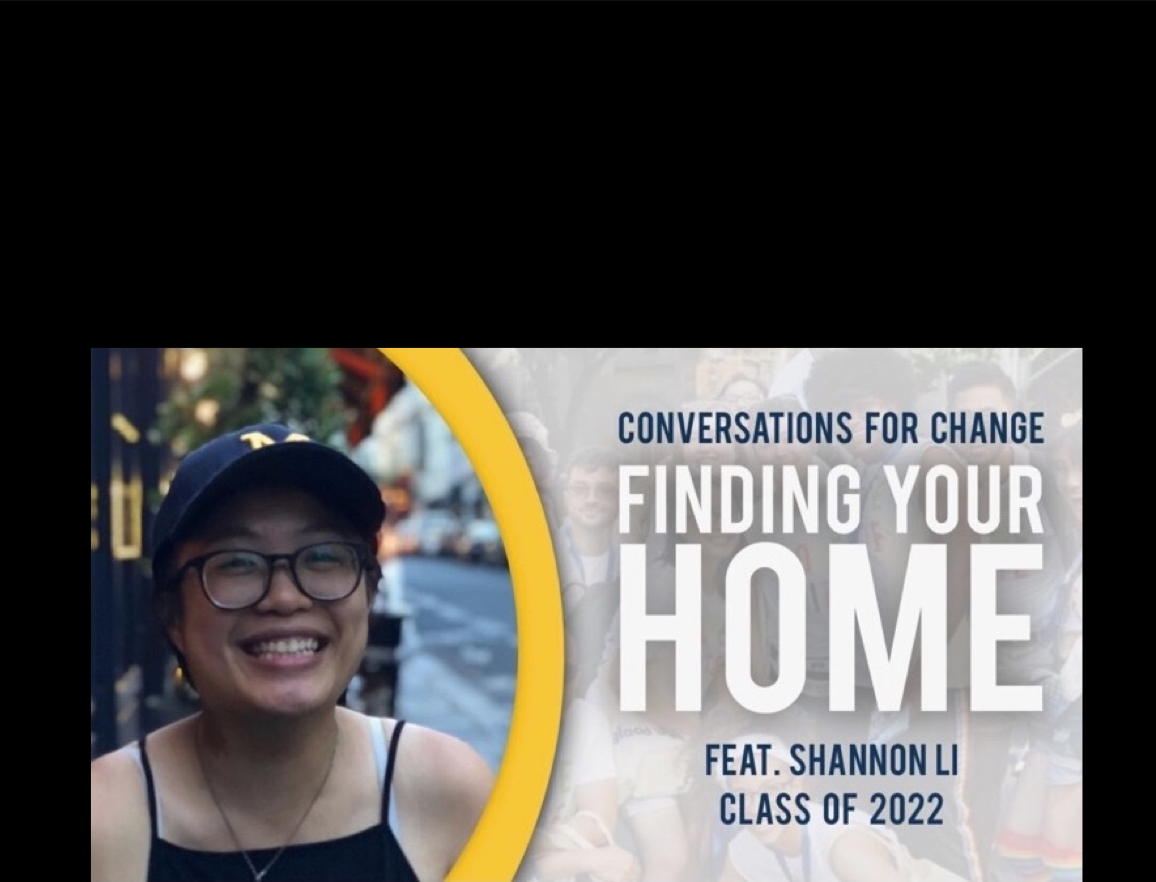 M
CONVERSATIONS FOR CHANGE
FINDING YOUR
HOME
FEAT. SHANNON LI
CLASS OF 2022